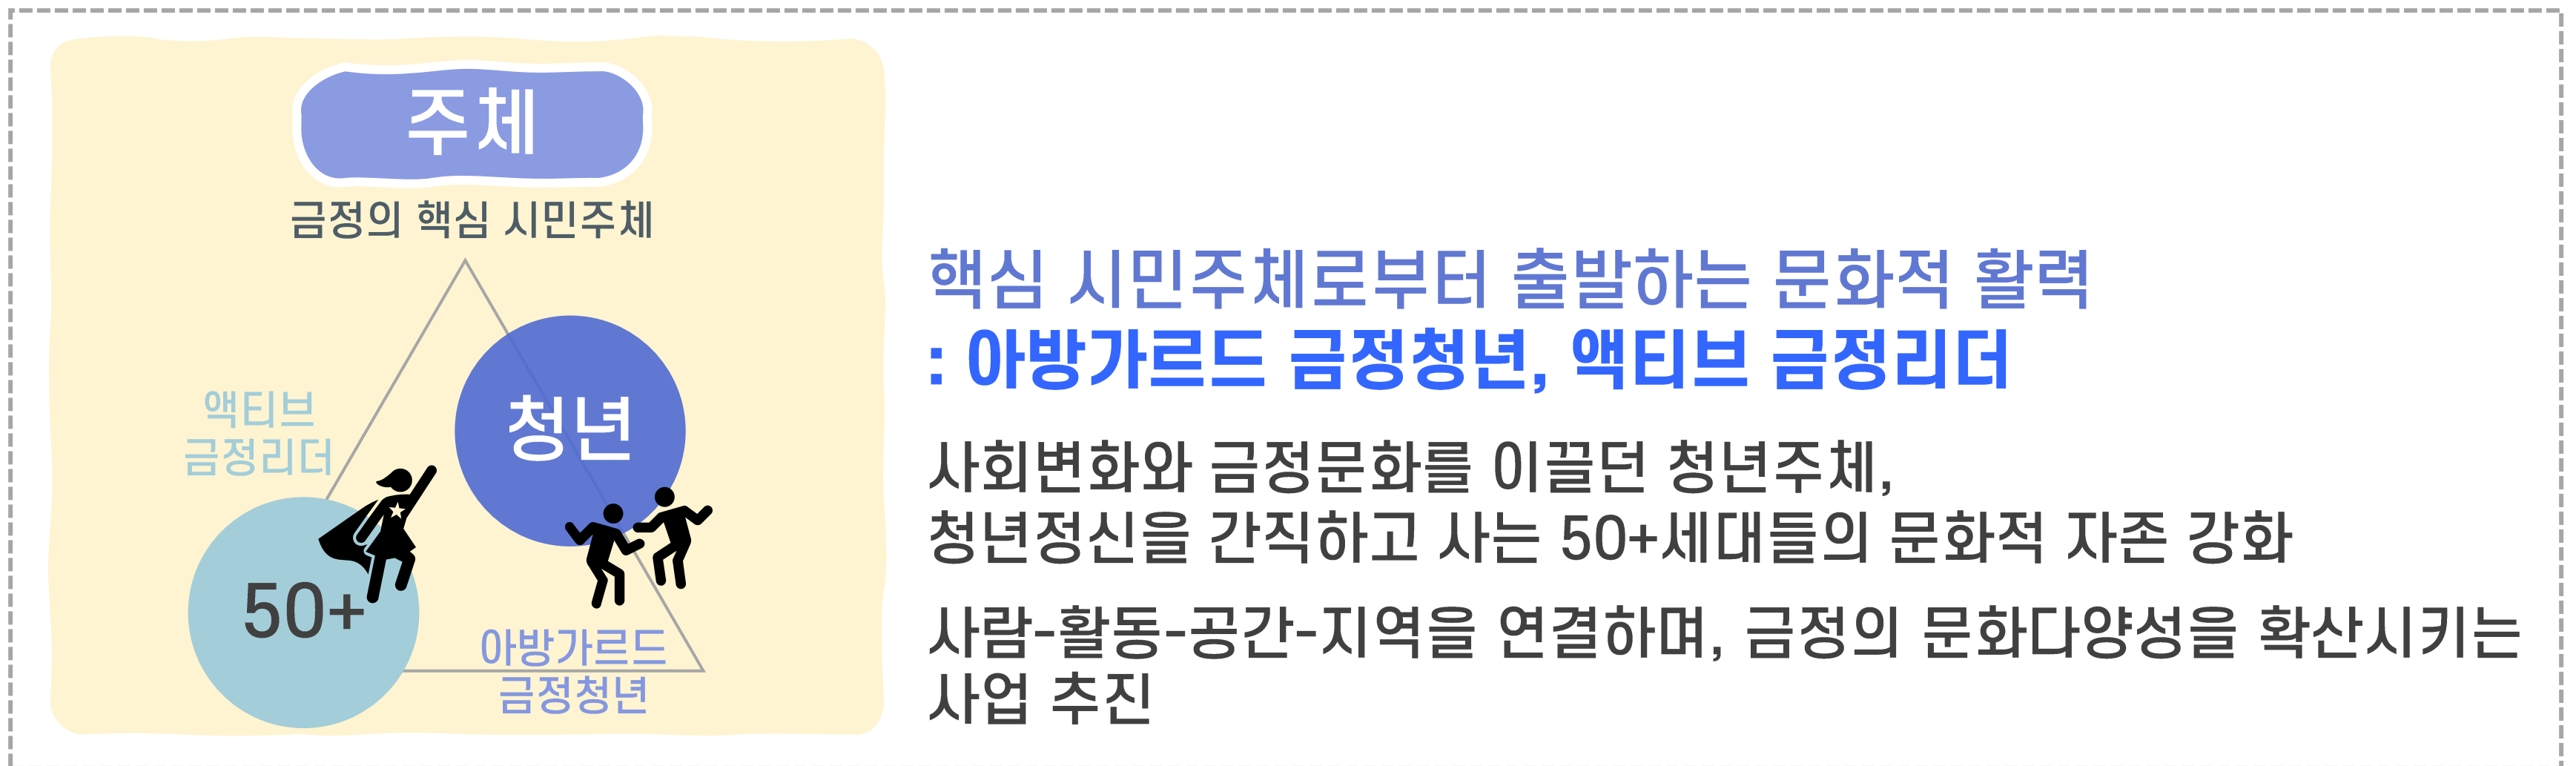 주체
금정의 핵심 시민주체
청년
액티브
금정리더
50+
아방가르드
금정청년
핵심 시민주체로부터 출발하는 문화적 활력
: 아방가르드 금정청년, 액티브 금정리더
사회변화와 금정문화를 이끌던 청년주체,
청년정신을 간직하고 사는 50+세대들의 문화적 자존 강화
사람-활동-공간-지역을 연결하며, 금정의 문화다양성을 확산시키는
사업 추진